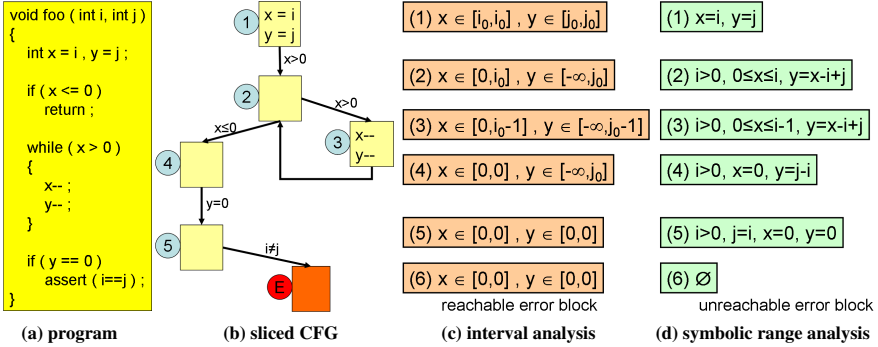 void foo ( int i, int j )
{
int x = i , y = j ;
if ( x <= 0 )
return ;
while ( x > 0 )
{
x-- ;
y-- ;
}
if ( y == 0 )
assert ( i==j ) ;
}
(a) program
1
x = i
y = j
x>0
2
x>0
x≤0
3
x--
y--
4
y=0
5
i≠j
E
(b) sliced CFG
(1) x ∈ [i₀,i₀] , y ∈ [j₀,j₀]
(2) x ∈ [0,i₀] , y ∈ [-∞,j₀]
(3) x ∈ [0,i₀-1] , y ∈ [-∞,j₀-1]
(4) x ∈ [0,0] , y ∈ [-∞,j₀]
(5) x ∈ [0,0] , y ∈ [0,0]
(6) x ∈ [0,0] , y ∈ [0,0]
reachable error block
(c) interval analysis
(1) x=i, y=j
(2) i>0, 0≤x≤i, y=x-i+j
(3) i>0, 0≤x≤i-1, y=x-i+j
(4) i>0, x=0, y=j-i
(5) i>0, j=i, x=0, y=0
(6) ∅
unreachable error block
(d) symbolic range analysis